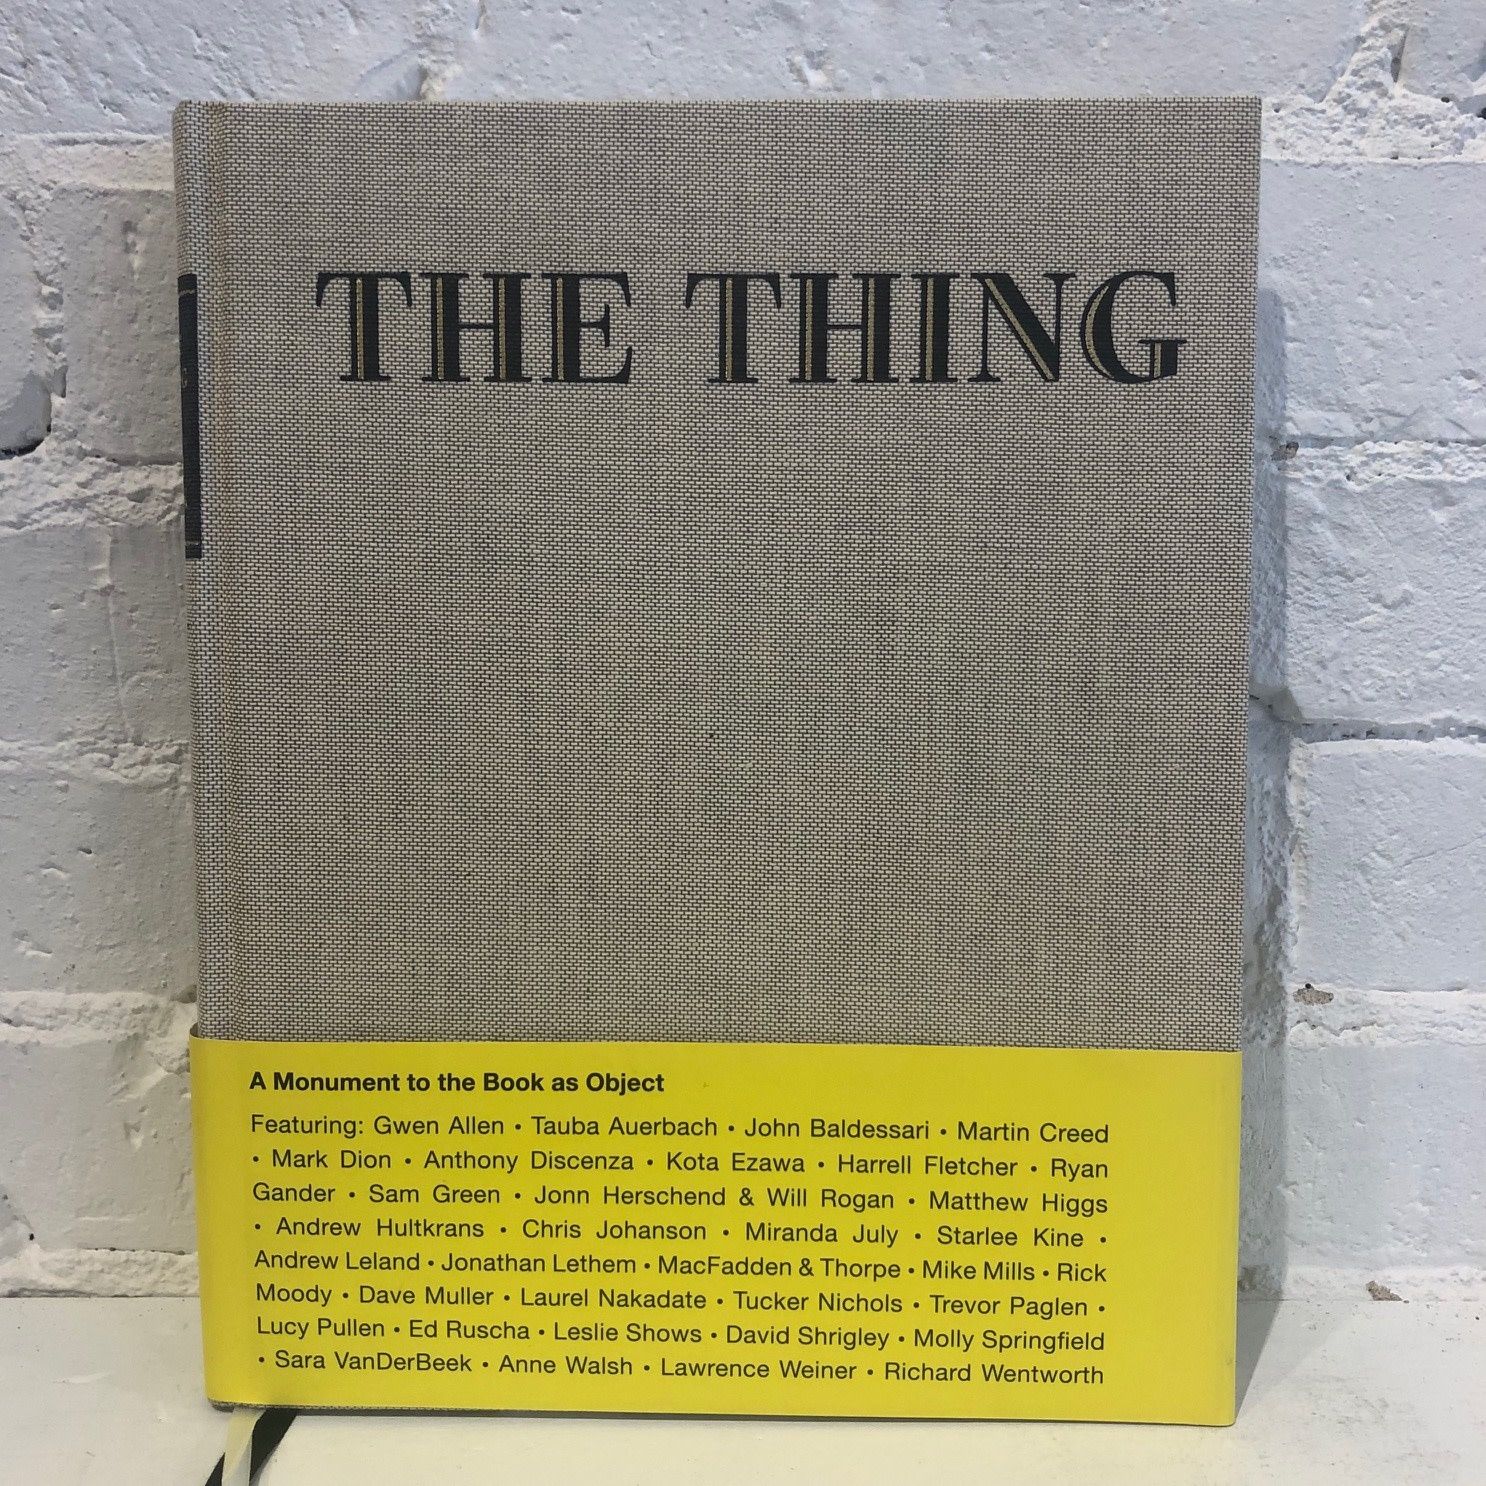 THE THING
A Monument to the Book as Object
Featuring: Gwen Allen • Tauba Auerbach • John Baldessari • Martin Creed
• Mark Dion • Anthony Discenza • Kota Ezawa • Harrell Fletcher • Ryan
Gander • Sam Green • Jonn Herschend & Will Rogan • Matthew Higgs
• Andrew Hultkrans • Chris Johanson • Miranda July • Starlee Kine •
Andrew Leland • Jonathan Lethem • MacFadden & Thorpe • Mike Mills • Rick
Moody • Dave Muller • Laurel Nakadate • Tucker Nichols • Trevor Paglen •
Lucy Pullen • Ed Ruscha • Leslie Shows • David Shrigley • Molly Springfield
• Sara VanDerBeek • Anne Walsh • Lawrence Weiner • Richard Wentworth